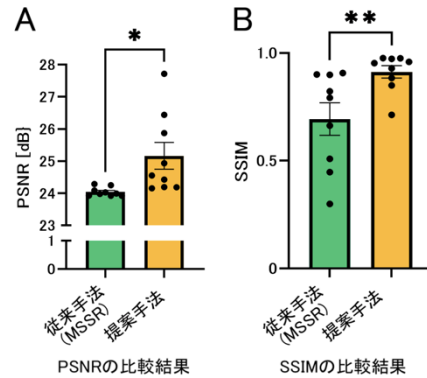 A
*
PSNR [dB]
28
27
26
25
24
23
1
0
従来手法
(MSSR)
提案手法
PSNRの比較結果
B
**
SSIM
1.0
0.5
0
従来手法
(MSSR)
提案手法
SSIMの比較結果